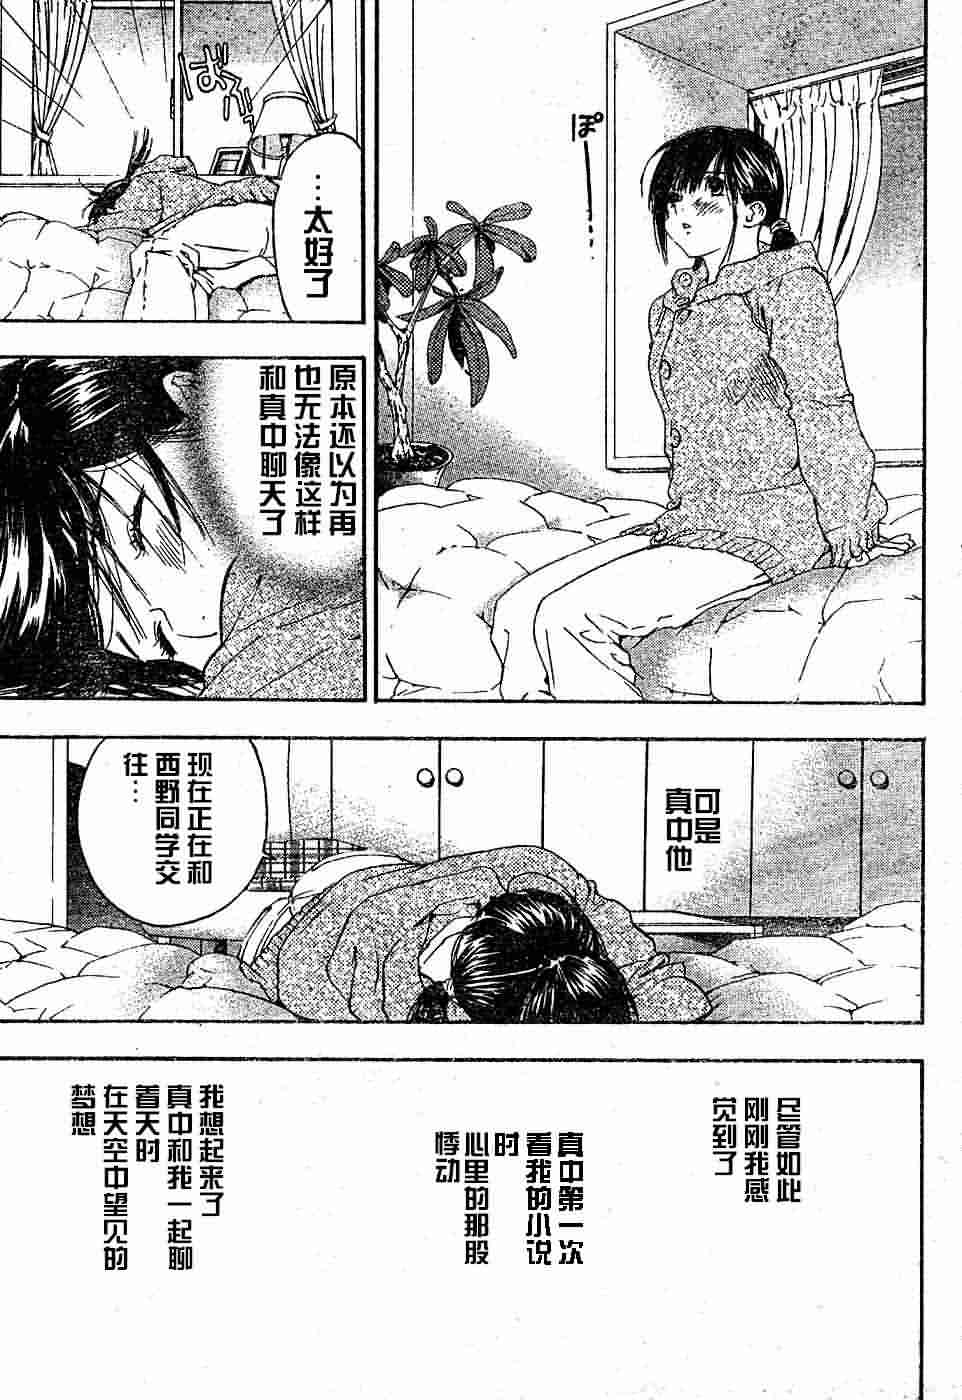 ぽ
ばふっ
…太好了
原本还以为再
也无法像这样
和真中聊天了
可是
真中他
现在正在和
西野同学交
往…
尽管如此
刚刚我感
觉到了
真中第一次
看我的小说
时
心里的那股
悸动
我想起来了
真中和我一起聊
着天时
在天空中望见的
梦想